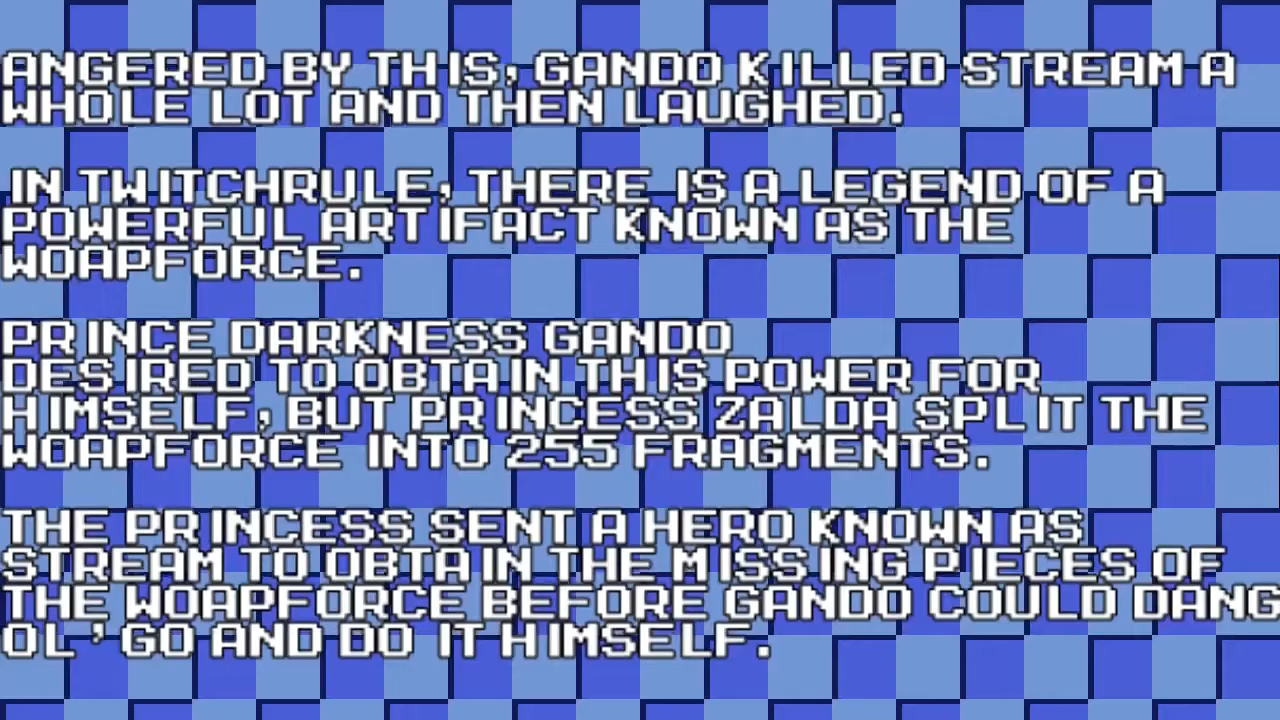 ANGERED BY THIS, GANDO KILLED STREAM A
WHOLE LOT AND THEN LAUGHED.
IN TWITCHRULE, THERE IS A LEGEND OF A
POWERFUL ARTIFACT KNOWN AS THE
WOAPFORCE.
PRINCE DARKNESS GANDO
DESIRED TO OBTAIN THIS POWER FOR
HIMSELF, BUT PRINCESS ZALDA SPLIT THE
WOAPFORCE INTO 255 FRAGMENTS.
THE PRINCESS SENT A HERO KNOWN AS
STREAM TO OBTAIN THE MISSING PIECES OF
THE WOAPFORCE BEFORE GANDO COULD DANG
OL' GO AND DO IT HIMSELF.